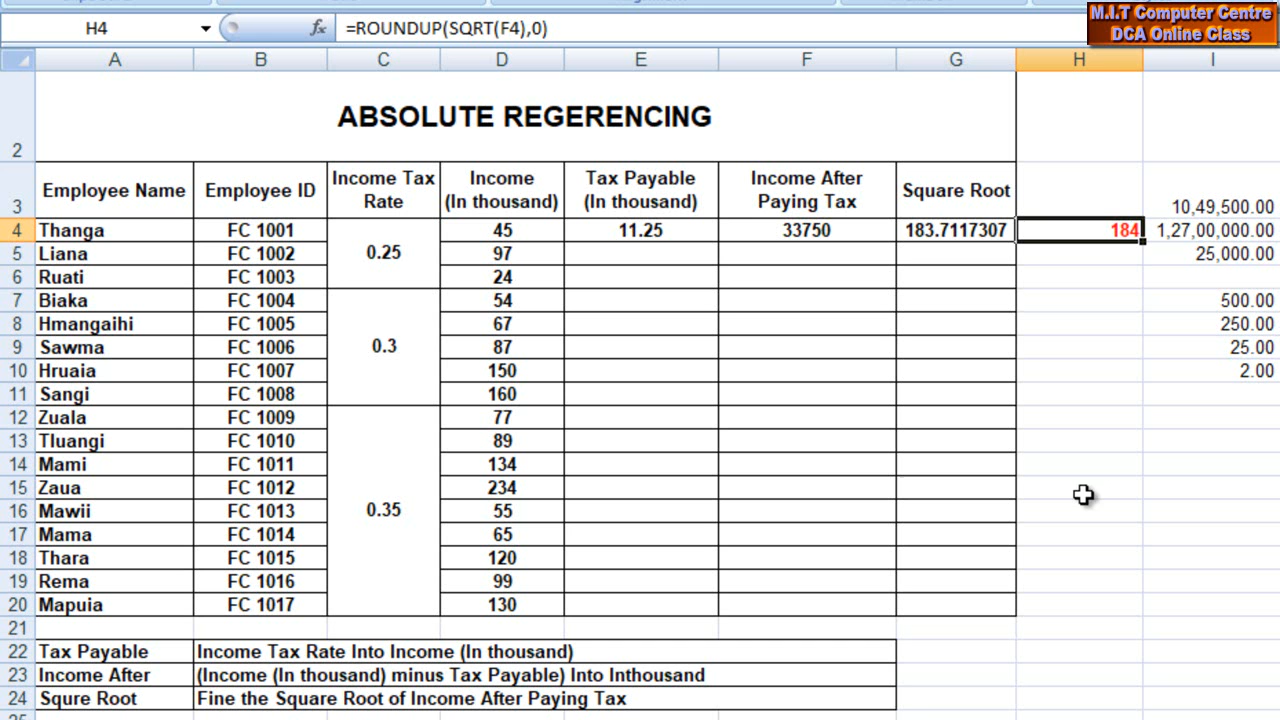 M.I.T Computer Centre
DCA Online Class
H4 fx =ROUNDUP(SQRT(F4),0)
A B C D E F G H I
2 ABSOLUTE REGERENCING
3 Employee Name Employee ID Income Tax Rate Income (In thousand) Tax Payable (In thousand) Income After Paying Tax Square Root 10,49,500.00
4 Thanga FC 1001 45 11.25 33750 183.7117307 184 1,27,00,000.00
5 Liana FC 1002 0.25 97 25,000.00
6 Ruati FC 1003 24
7 Biaka FC 1004 54 500.00
8 Hmangaihi FC 1005 67 250.00
9 Sawma FC 1006 0.3 87 25.00
10 Hruaia FC 1007 150 2.00
11 Sangi FC 1008 160
12 Zuala FC 1009 77
13 Tluangi FC 1010 89
14 Mami FC 1011 134
15 Zaua FC 1012 234
16 Mawii FC 1013 0.35 55
17 Mama FC 1014 65
18 Thara FC 1015 120
19 Rema FC 1016 99
20 Mapuia FC 1017 130
21
22 Tax Payable Income Tax Rate Into Income (In thousand)
23 Income After (Income (In thousand) minus Tax Payable) Into Inthousand
24 Squre Root Fine the Square Root of Income After Paying Tax